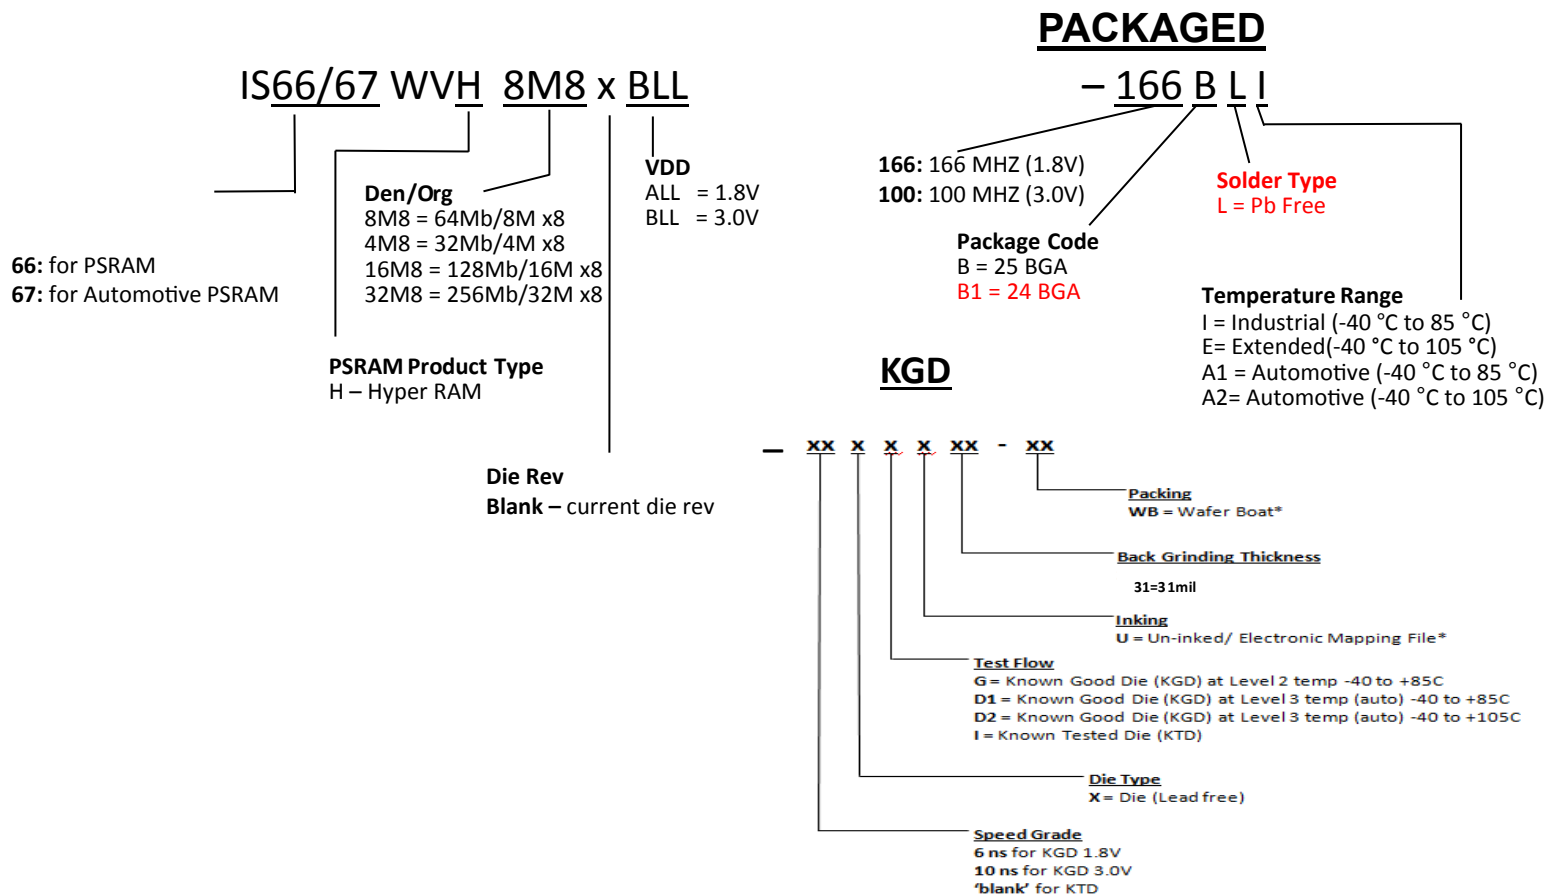 PACKAGED
IS66/67 WVH 8M8 x BLL
– 166 B L I
VDD
ALL = 1.8V
BLL = 3.0V
Den/Org
8M8 = 64Mb/8M x8
4M8 = 32Mb/4M x8
16M8 = 128Mb/16M x8
32M8 = 256Mb/32M x8
66: for PSRAM
67: for Automotive PSRAM
PSRAM Product Type
H – Hyper RAM
Die Rev
Blank – current die rev
166: 166 MHZ (1.8V)
100: 100 MHZ (3.0V)
Solder Type
L = Pb Free
Package Code
B = 25 BGA
B1 = 24 BGA
Temperature Range
I = Industrial (-40 °C to 85 °C)
E= Extended(-40 °C to 105 °C)
A1 = Automotive (-40 °C to 85 °C)
A2= Automotive (-40 °C to 105 °C)
KGD
– xx x x x xx - xx
Packing
WB = Wafer Boat*
Back Grinding Thickness
31=31mil
Inking
U = Un-inked/ Electronic Mapping File*
Test Flow
G = Known Good Die (KGD) at Level 2 temp -40 to +85C
D1 = Known Good Die (KGD) at Level 3 temp (auto) -40 to +85C
D2 = Known Good Die (KGD) at Level 3 temp (auto) -40 to +105C
I = Known Tested Die (KTD)
Die Type
X = Die (Lead free)
Speed Grade
6 ns for KGD 1.8V
10 ns for KGD 3.0V
'blank' for KTD